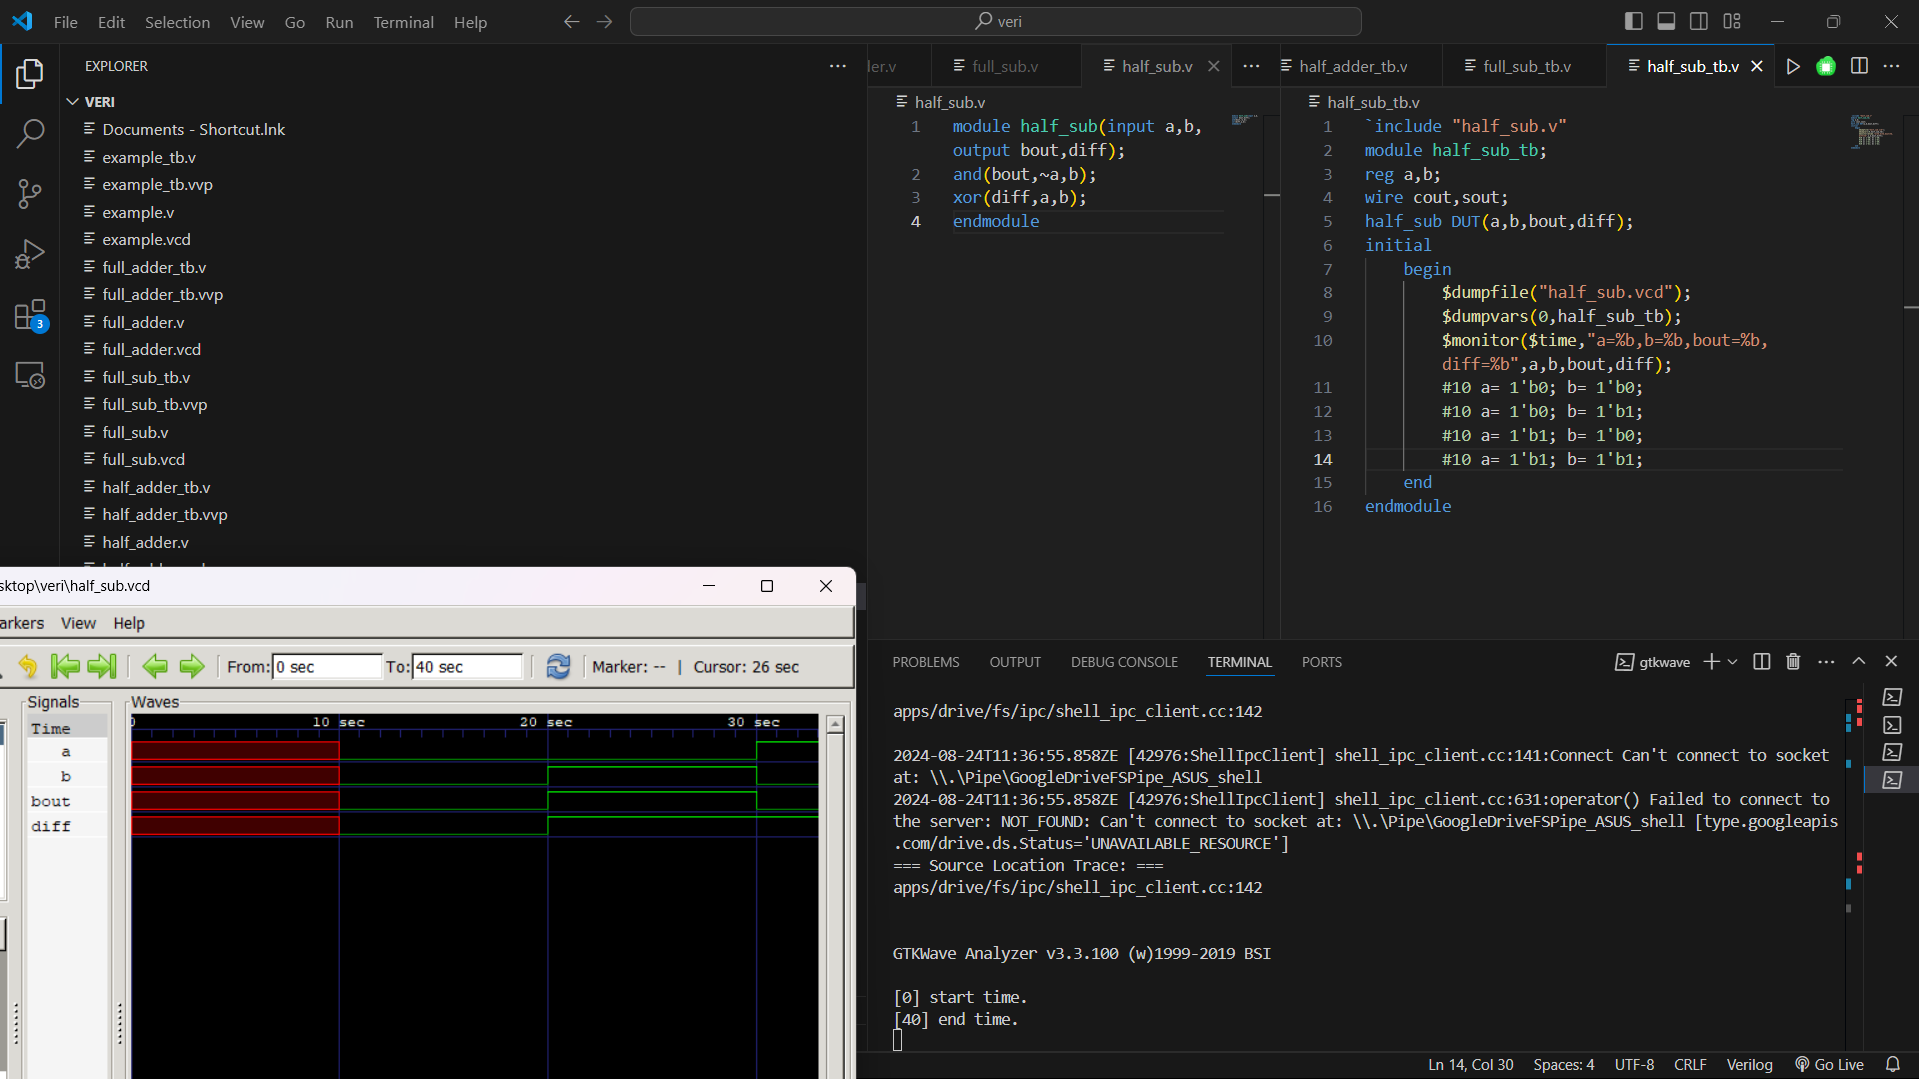 File Edit Selection View Go Run Terminal Help
veri
EXPLORER
VERI
Documents - Shortcut.lnk
example_tb.v
example_tb.vvp
example.v
example.vcd
full_adder_tb.v
full_adder_tb.vvp
full_adder.v
full_adder.vcd
full_sub_tb.v
full_sub_tb.vvp
full_sub.v
full_sub.vcd
half_adder_tb.v
half_adder_tb.vvp
half_adder.v
3
ler.v full_sub.v half_sub.v
half_sub.v
1 module half_sub(input a,b,
output bout,diff);
2 and(bout,~a,b);
3 xor(diff,a,b);
4 endmodule
half_adder_tb.v full_sub_tb.v half_sub_tb.v
half_sub_tb.v
1 `include "half_sub.v"
2 module half_sub_tb;
3 reg a,b;
4 wire cout,sout;
5 half_sub DUT(a,b,bout,diff);
6 initial
7 begin
8 $dumpfile("half_sub.vcd");
9 $dumpvars(0,half_sub_tb);
10 $monitor($time,"a=%b,b=%b,bout=%b,
diff=%b",a,b,bout,diff);
11 #10 a= 1'b0; b= 1'b0;
12 #10 a= 1'b0; b= 1'b1;
13 #10 a= 1'b1; b= 1'b0;
14 #10 a= 1'b1; b= 1'b1;
15 end
16 endmodule
sktop\veri\half_sub.vcd
arkers View Help
From: 0 sec To: 40 sec Marker: -- | Cursor: 26 sec
Signals
Time
a
b
bout
diff
Waves
0 10 sec 20 sec 30 sec
PROBLEMS OUTPUT DEBUG CONSOLE TERMINAL PORTS
gtkwave
apps/drive/fs/ipc/shell_ipc_client.cc:142
2024-08-24T11:36:55.858ZE [42976:ShellIpcClient] shell_ipc_client.cc:141:Connect Can't connect to socket
at: \\.\Pipe\GoogleDriveFSPipe_ASUS_shell
2024-08-24T11:36:55.858ZE [42976:ShellIpcClient] shell_ipc_client.cc:631:operator() Failed to connect to
the server: NOT_FOUND: Can't connect to socket at: \\.\Pipe\GoogleDriveFSPipe_ASUS_shell [type.googleapis
.com/drive.ds.Status='UNAVAILABLE_RESOURCE']
=== Source Location Trace: ===
apps/drive/fs/ipc/shell_ipc_client.cc:142
GTKWave Analyzer v3.3.100 (w)1999-2019 BSI
[0] start time.
[40] end time.
Ln 14, Col 30 Spaces: 4 UTF-8 CRLF Verilog Go Live